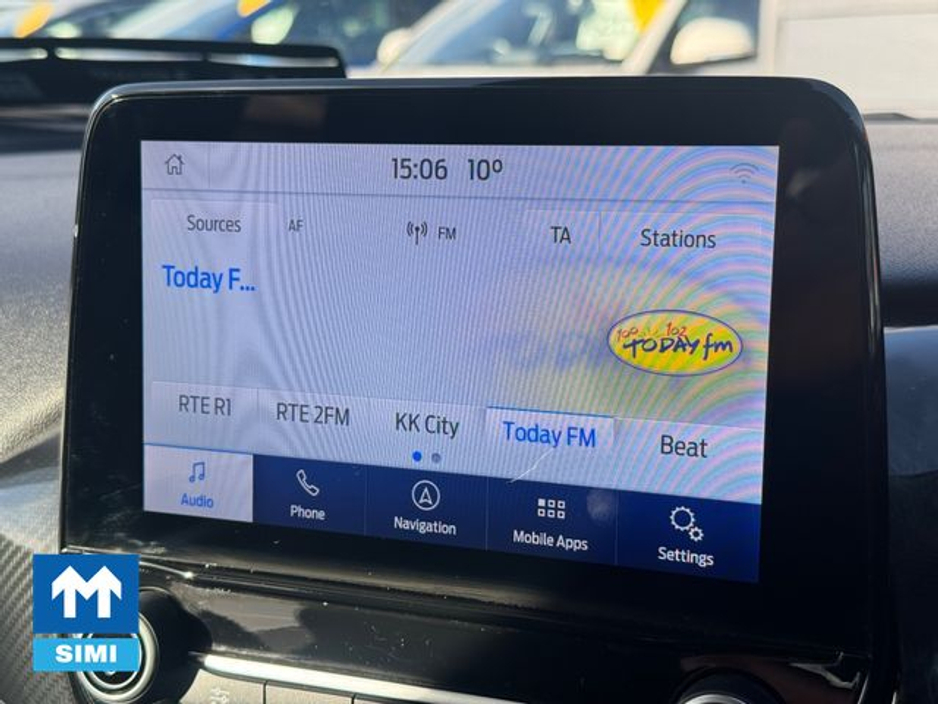 15:06 10º
Sources AF FM TA Stations
Today F...
100 102
TODAY fm
RTE R1 RTE 2FM KK City Today FM Beat
Audio Phone Navigation Mobile Apps Settings
SIMI